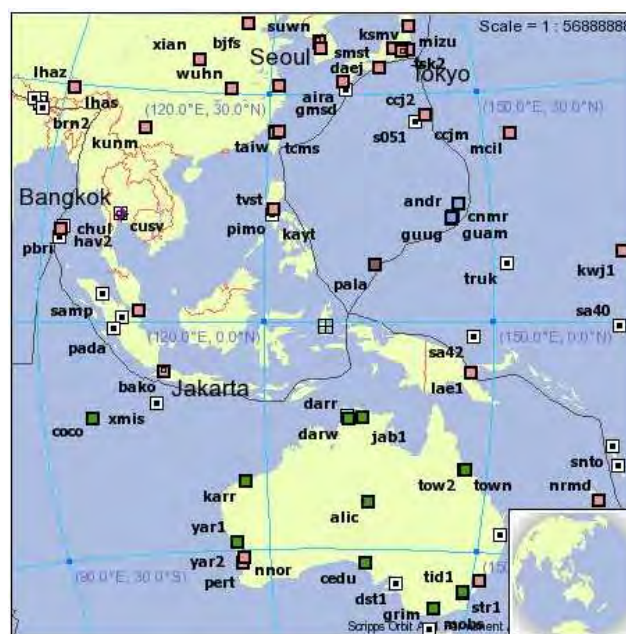 suwn
Scale = 1 : 56888888
bjfs
ksmv
mizu
xian
Seoul
smst
tsk2
wuhn
daej
Tokyo
lhaz
aira
lhas
(120.0°E, 30.0°N)
gmsd
ccj2
(150.0°E, 30.0°N)
brn2
s051
ccjm
kunm
taiw
tcms
mcil
Bangkok
tvst
andr
chul
cusv
pimo
kayt
cnmr
pbri
hav2
guug
guam
pala
truk
kwj1
samp
sa40
pada
(120.0°E, 0.0°N)
(150.0°E, 0.0°N)
sa42
bako
Jakarta
lae1
xmis
darr
coco
darw
jab1
snto
karr
tow2
town
nrmd
alic
yar1
yar2
(90.0°E, 30.0°S)
nnor
cedu
tid1
(15
pert
dst1
str1
grim
mobs
Scripps Orbit